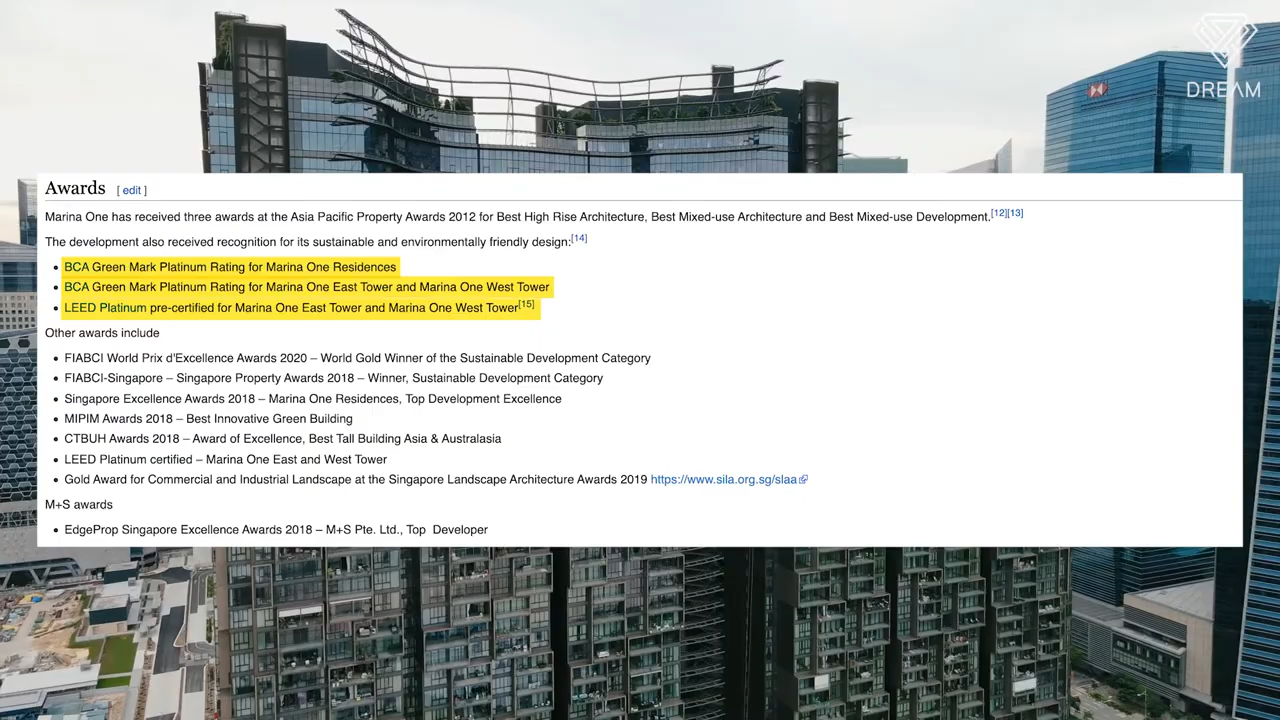 DREAM
Awards [ edit ]
Marina One has received three awards at the Asia Pacific Property Awards 2012 for Best High Rise Architecture, Best Mixed-use Architecture and Best Mixed-use Development.[12][13]
The development also received recognition for its sustainable and environmentally friendly design:[14]
• BCA Green Mark Platinum Rating for Marina One Residences
• BCA Green Mark Platinum Rating for Marina One East Tower and Marina One West Tower
• LEED Platinum pre-certified for Marina One East Tower and Marina One West Tower[15]
Other awards include
• FIABCI World Prix d'Excellence Awards 2020 – World Gold Winner of the Sustainable Development Category
• FIABCI-Singapore – Singapore Property Awards 2018 – Winner, Sustainable Development Category
• Singapore Excellence Awards 2018 – Marina One Residences, Top Development Excellence
• MIPIM Awards 2018 – Best Innovative Green Building
• CTBUH Awards 2018 – Award of Excellence, Best Tall Building Asia & Australasia
• LEED Platinum certified – Marina One East and West Tower
• Gold Award for Commercial and Industrial Landscape at the Singapore Landscape Architecture Awards 2019 https://www.sila.org.sg/slaa
M+S awards
• EdgeProp Singapore Excellence Awards 2018 – M+S Pte. Ltd., Top Developer